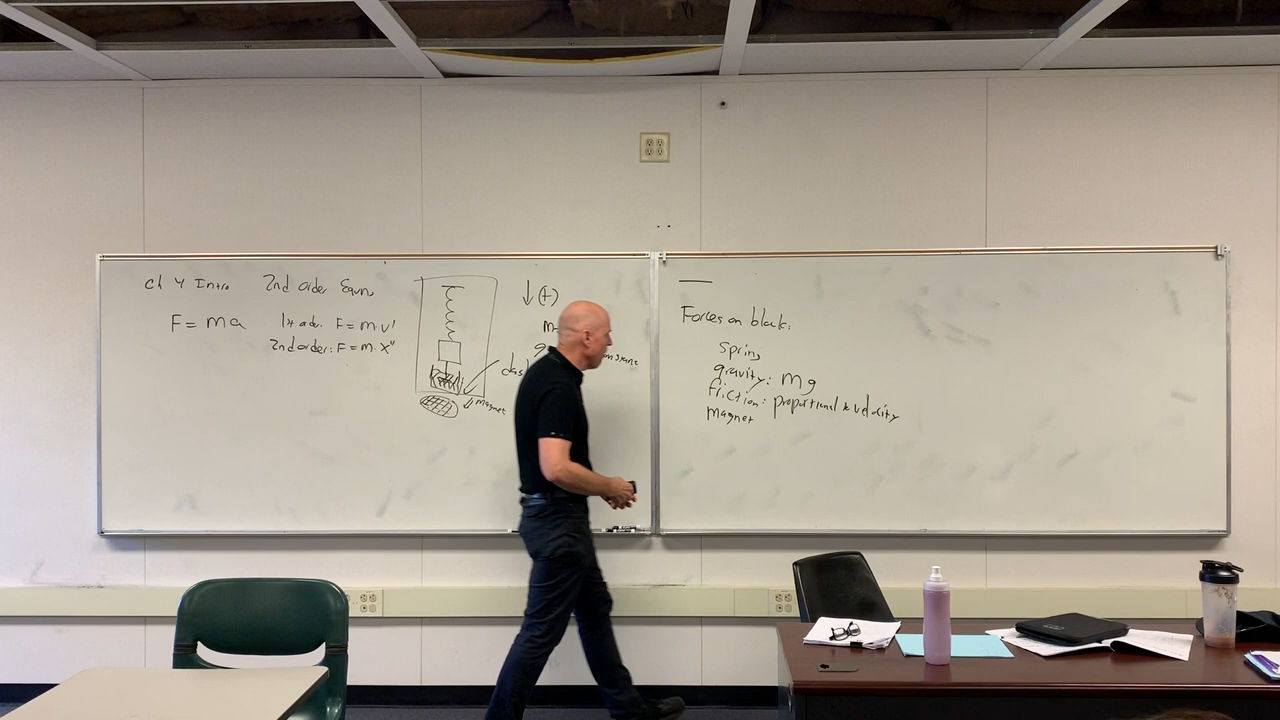 Ch 4 Intro 2nd order Equns
F = ma
1st order: F = m·v'
2nd order: F = m·x"
↓(+)
m
magnet
Forces on block:
spring
gravity: mg
friction: proportional to velocity
magnet